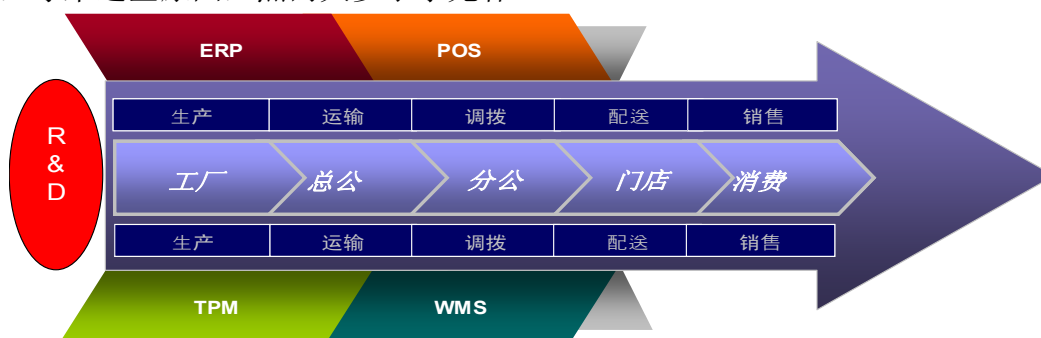 ERP POS
R
&
D
生产 运输 调拨 配送 销售
工厂 总公 分公 门店 消费
生产 运输 调拨 配送 销售
TPM WMS